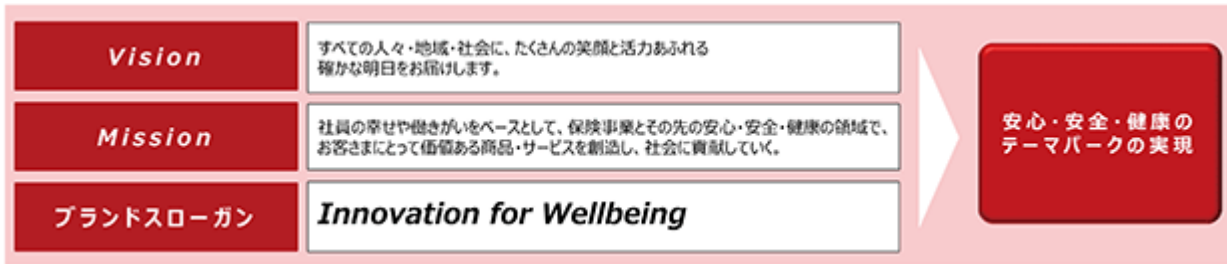 Vision
すべての人々・地域・社会に、たくさんの笑顔と活力あふれる
確かな明日をお届けします。
Mission
社員の幸せや働きがいをベースとして、保険事業とその先の安心・安全・健康の領域で、
お客さまにとって価値ある商品・サービスを創造し、社会に貢献していく。
ブランドスローガン
Innovation for Wellbeing
安心・安全・健康の
テーマパークの実現